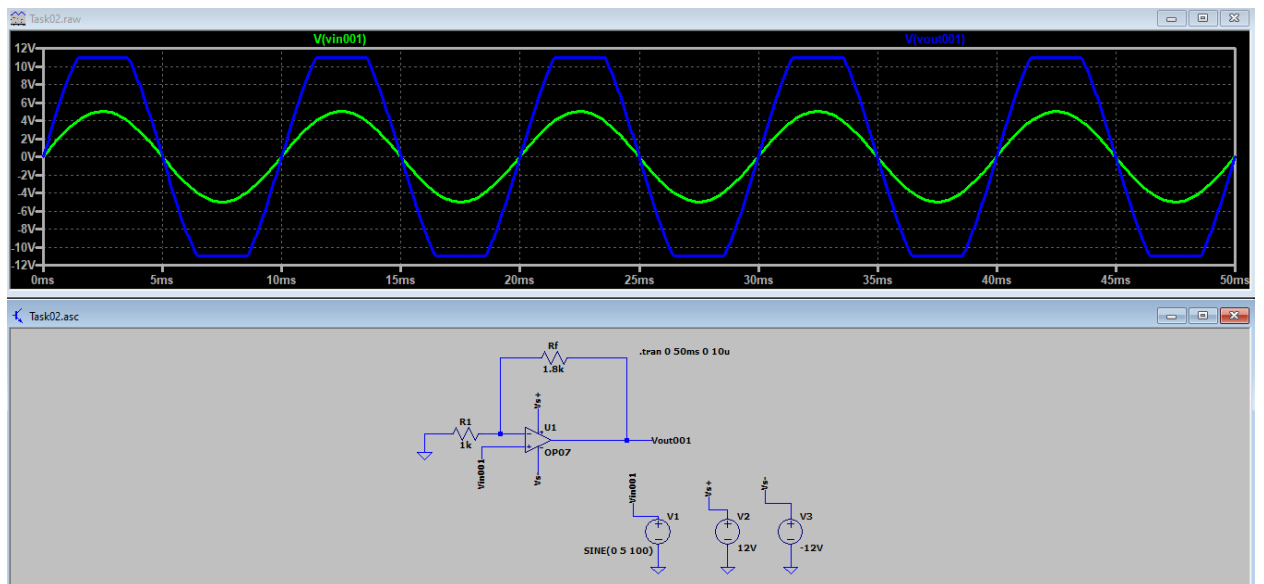 Task02.raw
V(vin001) V(vout001)
12V
10V
8V
6V
4V
2V
0V
-2V
-4V
-6V
-8V
-10V
-12V
0ms 5ms 10ms 15ms 20ms 25ms 30ms 35ms 40ms 45ms 50ms
Task02.asc
Rf
.tran 0 50ms 0 10u
1.8k
Vs+
R1
U1
1k
Vout001
OP07
Vin001
Vs-
Vin001
Vs+
Vs-
V1 V2 V3
SINE(0 5 100) 12V -12V